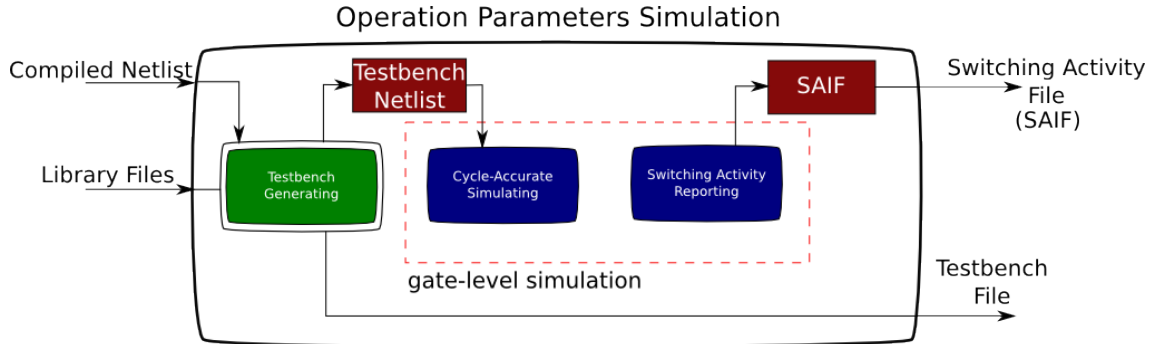 Operation Parameters Simulation
Compiled Netlist
Library Files
Testbench
Netlist
Testbench
Generating
Cycle-Accurate
Simulating
Switching Activity
Reporting
SAIF
gate-level simulation
Switching Activity
File
(SAIF)
Testbench
File